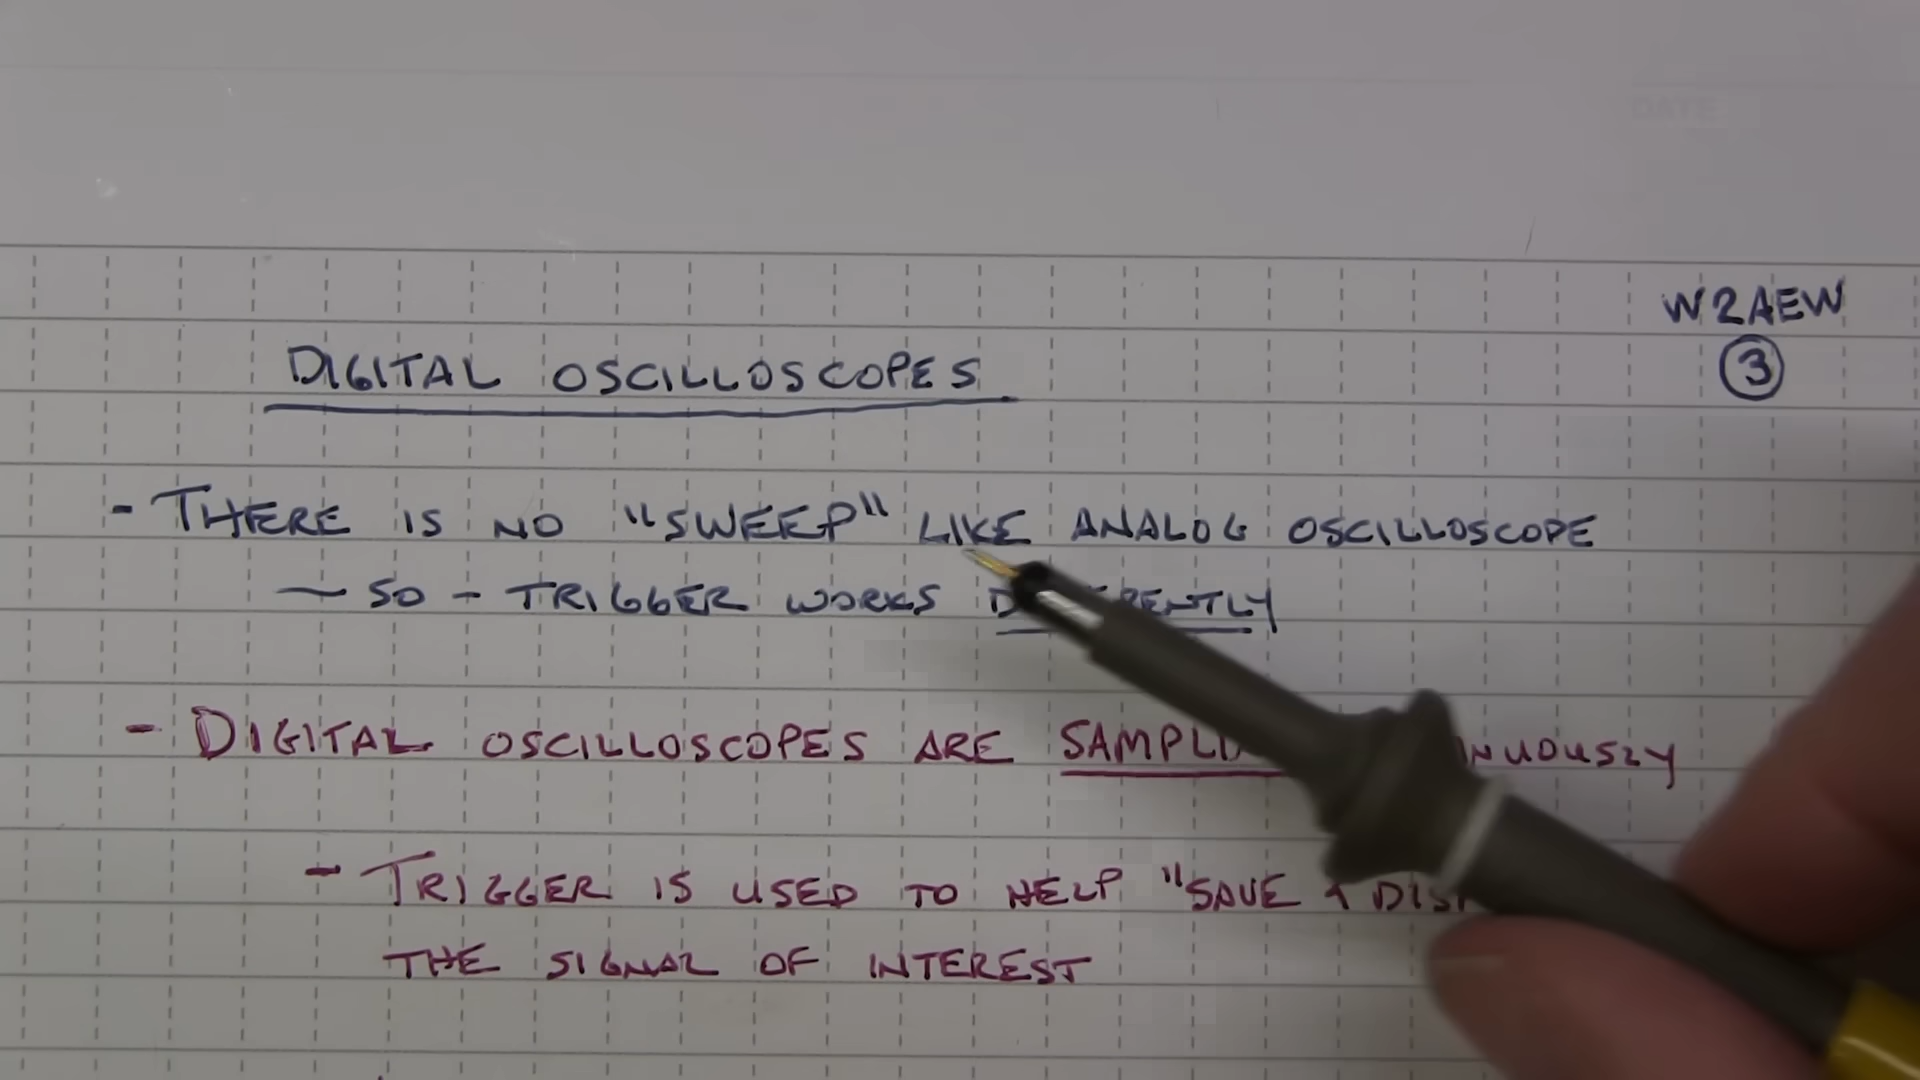 DATE
W2AEW
3
DIGITAL OSCILLOSCOPES
- THERE IS NO "SWEEP" LIKE ANALOG OSCILLOSCOPE
— SO - TRIGGER WORKS
- DIGITAL OSCILLOSCOPES ARE
- TRIGGER IS USED TO HELP "SAVE &
THE SIGNAL OF INTEREST